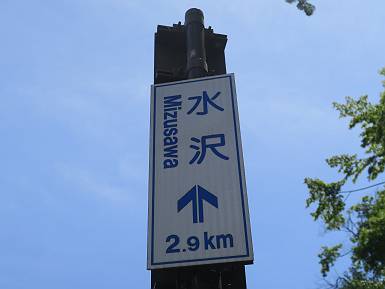 水沢
Mizusawa
2.9 km